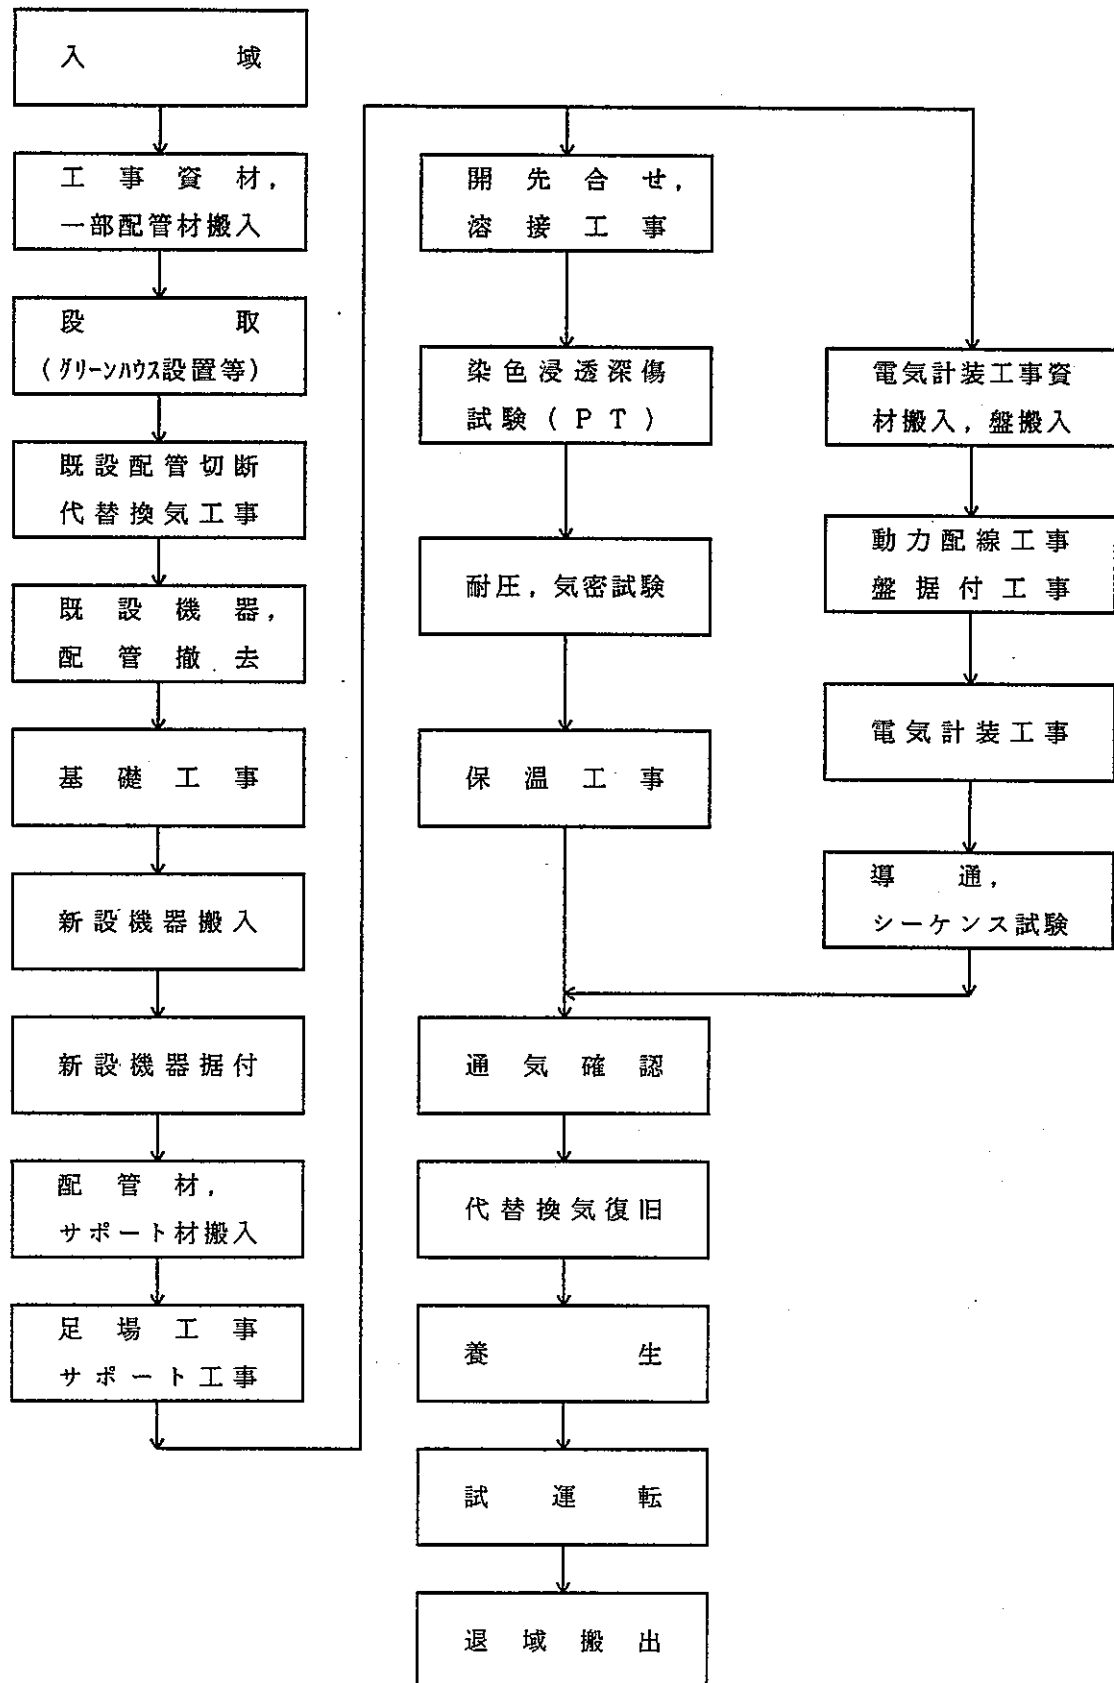 入域
工事資材,
一部配管材搬入
段取
(グリーンハウス設置等)
既設配管切断
代替換気工事
既設機器,
配管撤去
基礎工事
新設機器搬入
新設機器据付
配管材,
サポート材搬入
足場工事
サポート工事
開先合せ,
溶接工事
染色浸透深傷
試験(PT)
耐圧,気密試験
保温工事
電気計装工事資
材搬入,盤搬入
動力配線工事
盤据付工事
電気計装工事
導通,
シーケンス試験
通気確認
代替換気復旧
養生
試運転
退域搬出